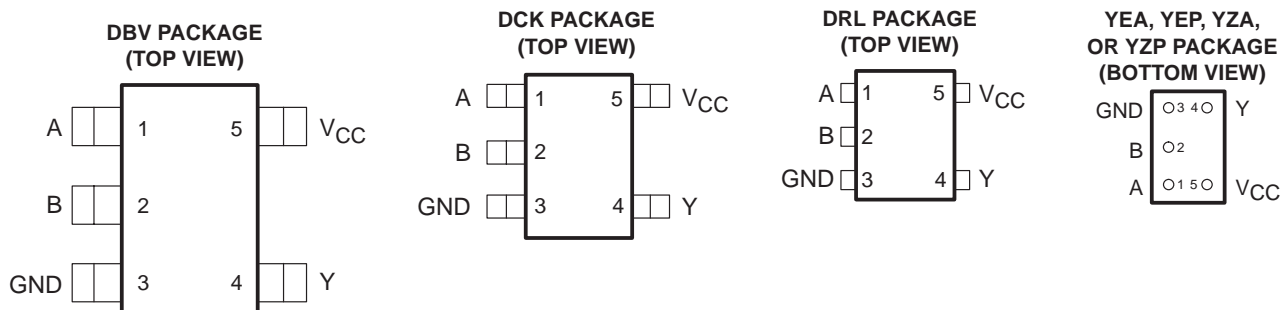 DBV PACKAGE
(TOP VIEW)
A 1 5 VCC
B 2
GND 3 4 Y
DCK PACKAGE
(TOP VIEW)
A 1 5 VCC
B 2
GND 3 4 Y
DRL PACKAGE
(TOP VIEW)
A 1 5 VCC
B 2
GND 3 4 Y
YEA, YEP, YZA,
OR YZP PACKAGE
(BOTTOM VIEW)
GND 3 4 Y
B 2
A 1 5 VCC